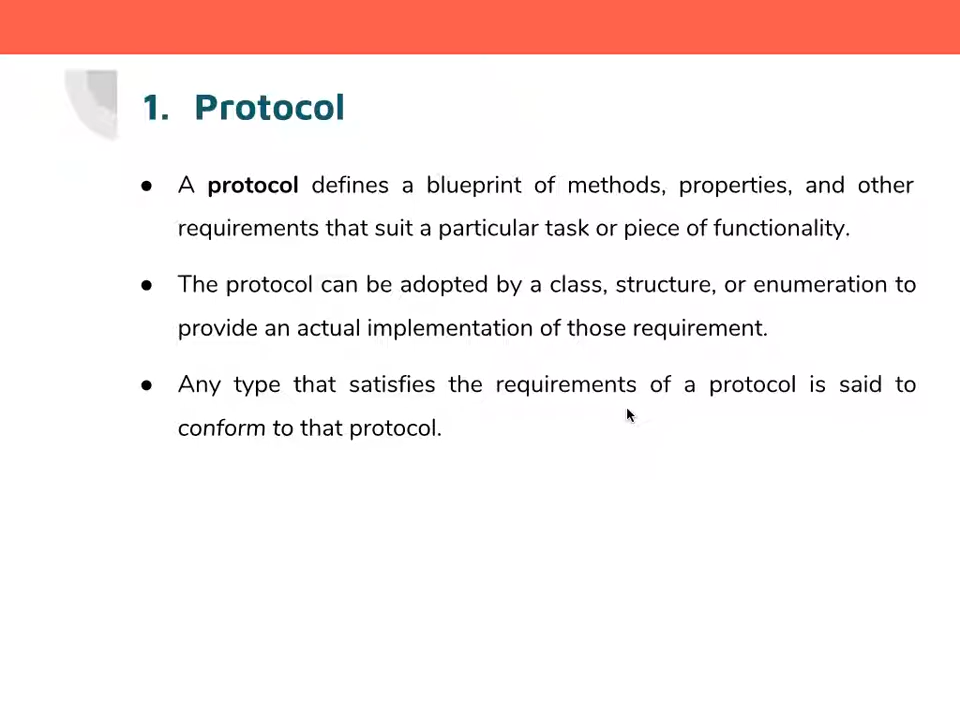 1. Protocol
● A protocol defines a blueprint of methods, properties, and other
requirements that suit a particular task or piece of functionality.
● The protocol can be adopted by a class, structure, or enumeration to
provide an actual implementation of those requirement.
● Any type that satisfies the requirements of a protocol is said to
conform to that protocol.